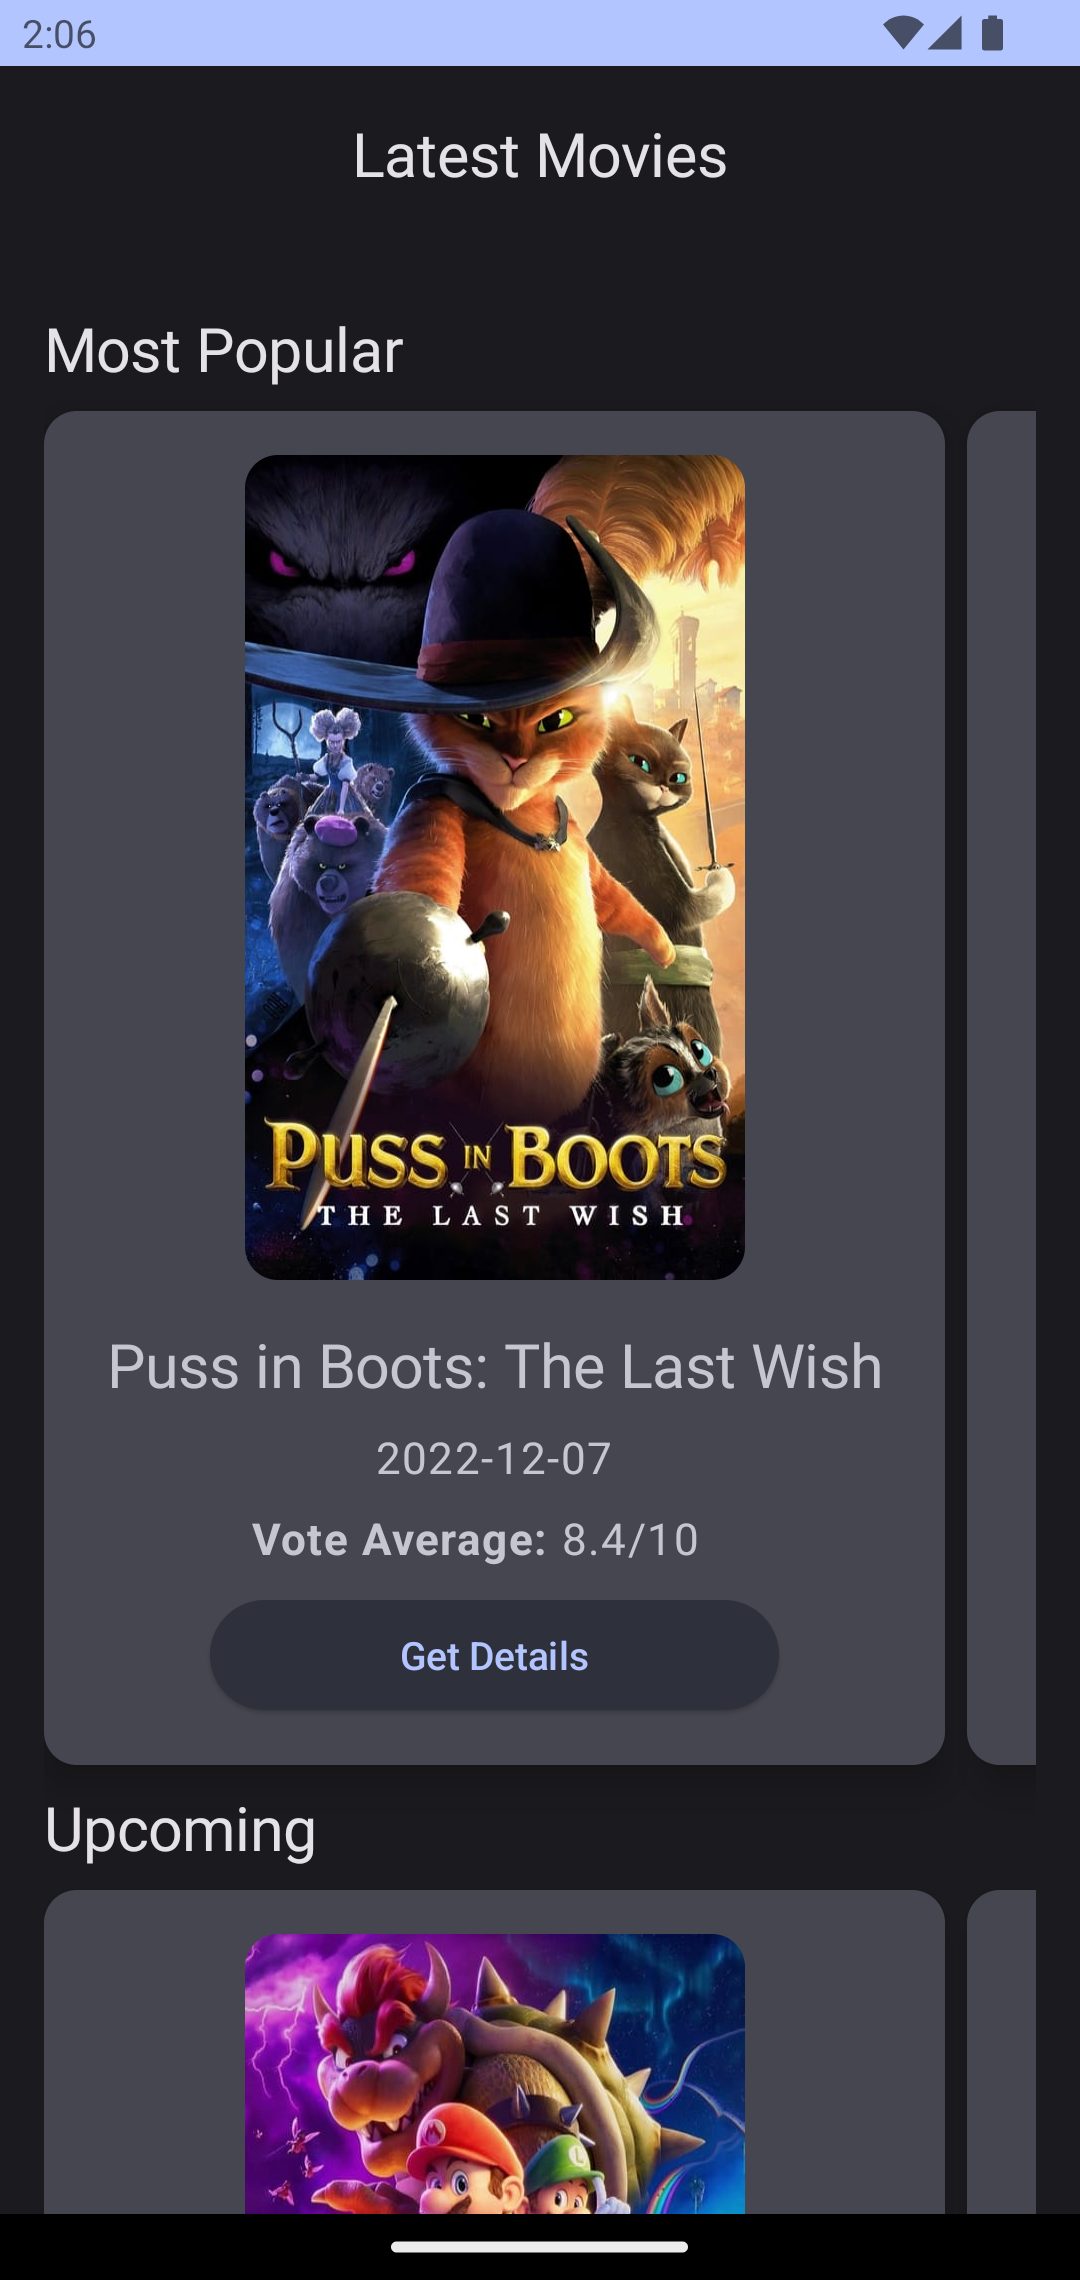 2:06
Latest Movies
Most Popular
PUSS IN BOOTS
THE LAST WISH
Puss in Boots: The Last Wish
2022-12-07
Vote Average: 8.4/10
Get Details
Upcoming
M
L